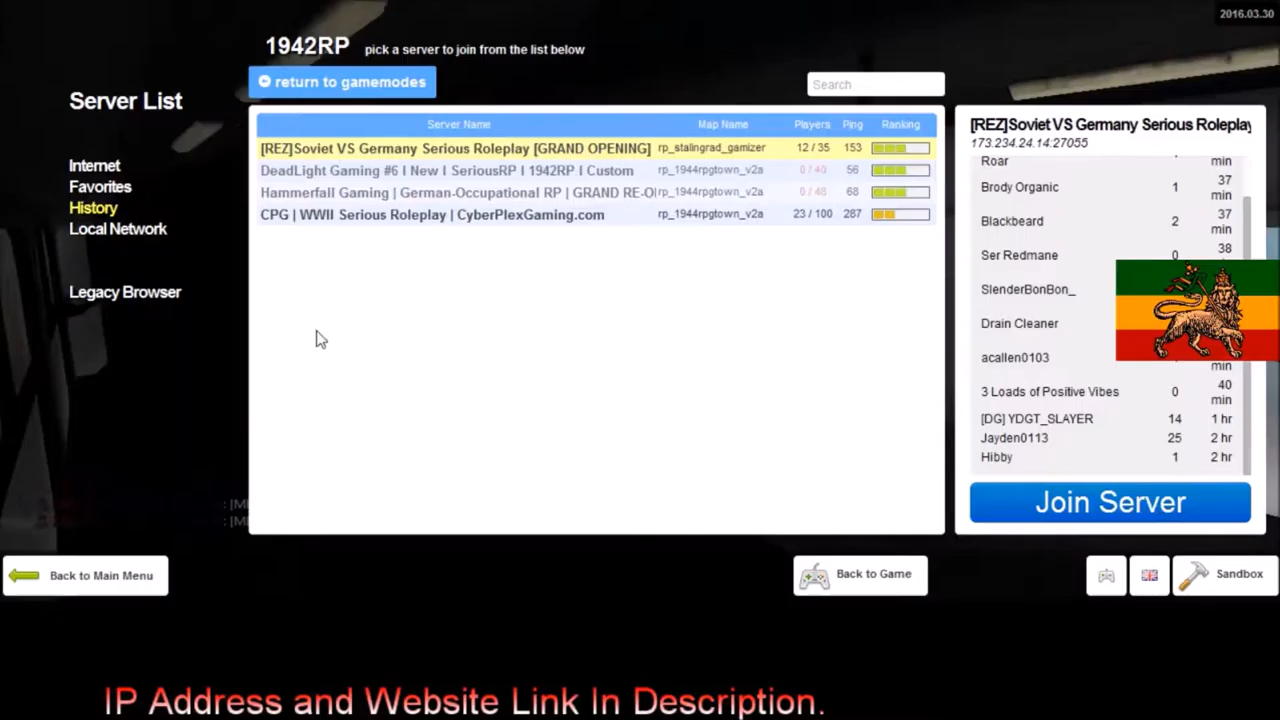 2016.03.30
1942RP pick a server to join from the list below
return to gamemodes
Search
Server List
Internet
Favorites
History
Local Network
Legacy Browser
Server Name Map Name Players Ping Ranking
[REZ]Soviet VS Germany Serious Roleplay [GRAND OPENING] rp_stalingrad_gamizer 12 / 35 153
DeadLight Gaming #6 I New I SeriousRP I 1942RP I Custom rp_1944rpgtown_v2a 0 / 40 56
Hammerfall Gaming | German-Occupational RP | GRAND RE-O rp_1944rpgtown_v2a 0 / 48 68
CPG | WWII Serious Roleplay | CyberPlexGaming.com rp_1944rpgtown_v2a 23 / 100 287
[REZ]Soviet VS Germany Serious Roleplay
173.234.24.14:27055
Roar min
Brody Organic 1 37 min
Blackbeard 2 37 min
Ser Redmane 0 38
SlenderBonBon_
Drain Cleaner
acallen0103
min
3 Loads of Positive Vibes 0 40 min
[DG] YDGT_SLAYER 14 1 hr
Jayden0113 25 2 hr
Hibby 1 2 hr
Join Server
Back to Main Menu
Back to Game
Sandbox
IP Address and Website Link In Description.